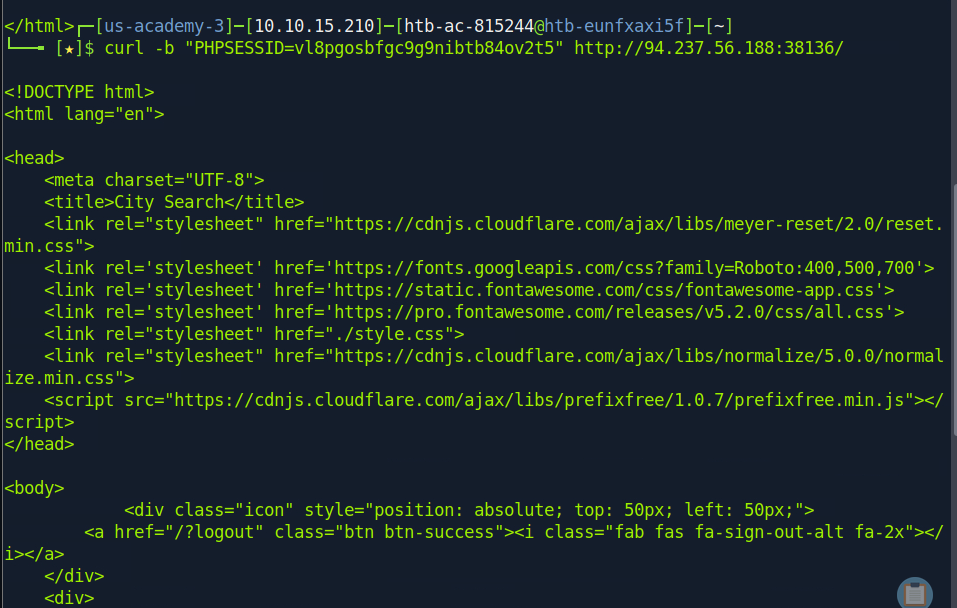 </html>┌─[us-academy-3]─[10.10.15.210]─[htb-ac-815244@htb-eunfxaxi5f]─[~]
└──╼ [★]$ curl -b "PHPSESSID=vl8pgosbfgc9g9nibtb84ov2t5" http://94.237.56.188:38136/

<!DOCTYPE html>
<html lang="en">

<head>
    <meta charset="UTF-8">
    <title>City Search</title>
    <link rel="stylesheet" href="https://cdnjs.cloudflare.com/ajax/libs/meyer-reset/2.0/reset.
min.css">
    <link rel='stylesheet' href='https://fonts.googleapis.com/css?family=Roboto:400,500,700'>
    <link rel='stylesheet' href='https://static.fontawesome.com/css/fontawesome-app.css'>
    <link rel='stylesheet' href='https://pro.fontawesome.com/releases/v5.2.0/css/all.css'>
    <link rel="stylesheet" href="./style.css">
    <link rel="stylesheet" href="https://cdnjs.cloudflare.com/ajax/libs/normalize/5.0.0/normal
ize.min.css">
    <script src="https://cdnjs.cloudflare.com/ajax/libs/prefixfree/1.0.7/prefixfree.min.js"></
script>
</head>

<body>
            <div class="icon" style="position: absolute; top: 50px; left: 50px;">
        <a href="/?logout" class="btn btn-success"><i class="fab fas fa-sign-out-alt fa-2x"></
i></a>
    </div>
    <div>